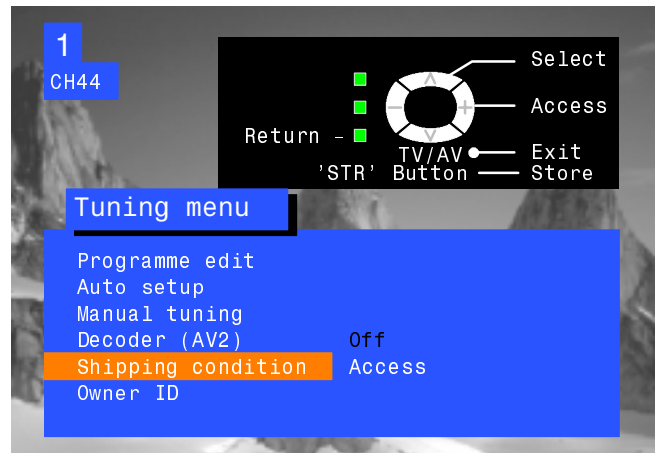 1
CH44
Select
Access
Return –
TV/AV
Exit
'STR' Button
Store
Tuning menu
Programme edit
Auto setup
Manual tuning
Decoder (AV2) Off
Shipping condition Access
Owner ID